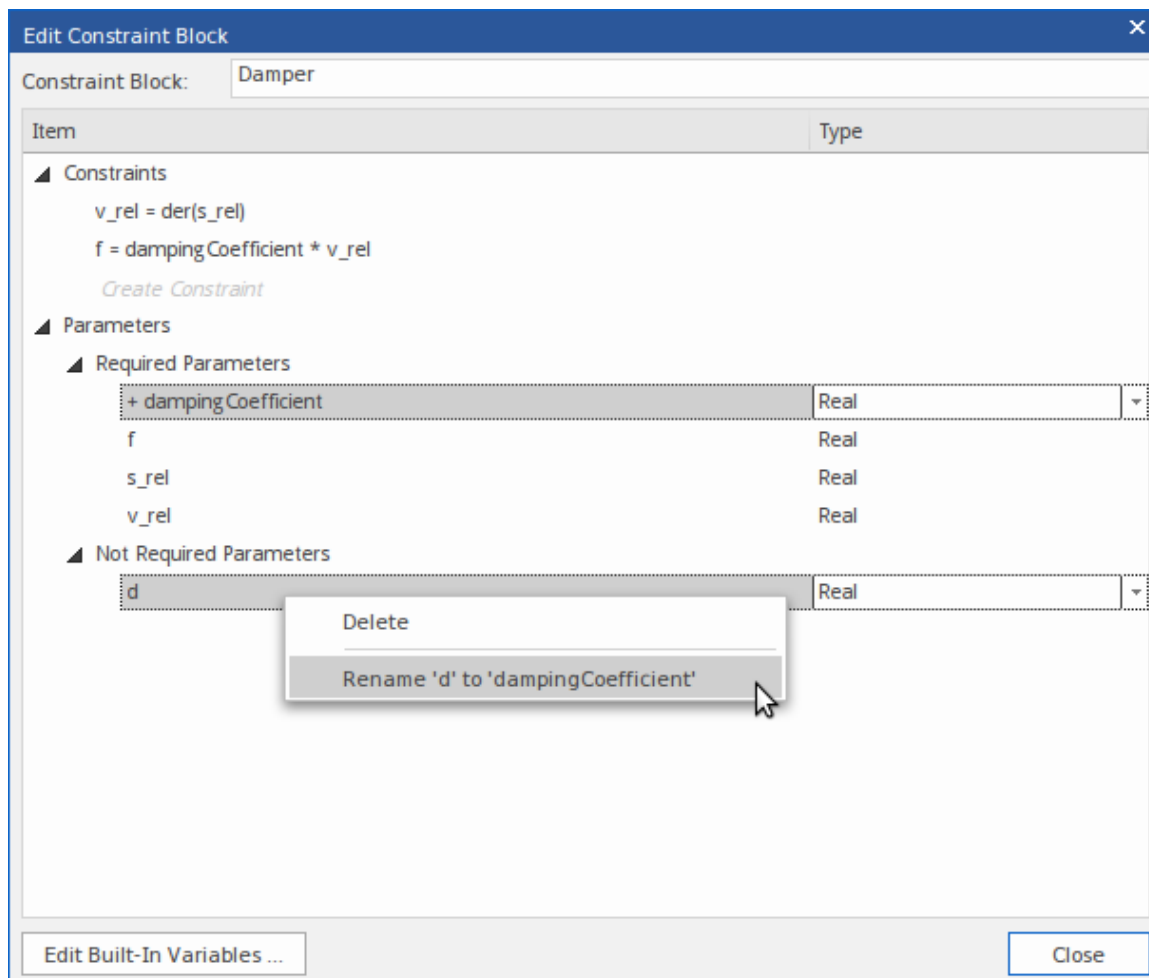 Edit Constraint Block
Constraint Block: Damper
Item Type
Constraints
v_rel = der(s_rel)
f = dampingCoefficient * v_rel
Create Constraint
Parameters
Required Parameters
+ dampingCoefficient Real
f Real
s_rel Real
v_rel Real
Not Required Parameters
d Real
Delete
Rename 'd' to 'dampingCoefficient'
Edit Built-In Variables ... Close